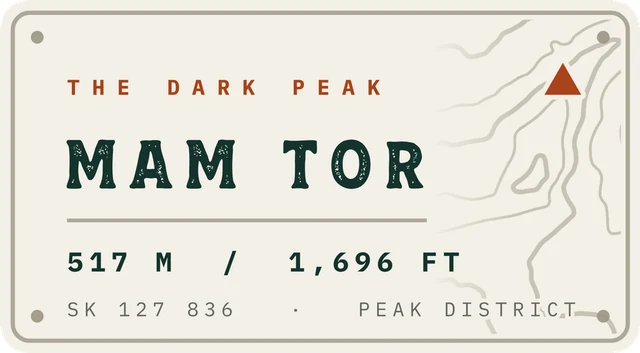 THE DARK PEAK
MAM TOR
517 M / 1,696 FT
SK 127 836 · PEAK DISTRICT